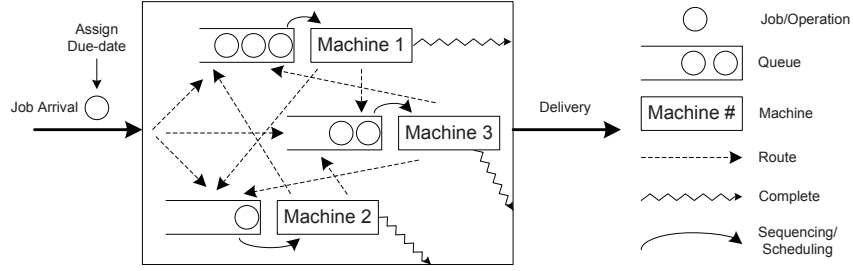 Assign
Due-date
Job Arrival
Machine 1
Machine 3
Machine 2
Delivery
Job/Operation
Queue
Machine #
Machine
Route
Complete
Sequencing/
Scheduling